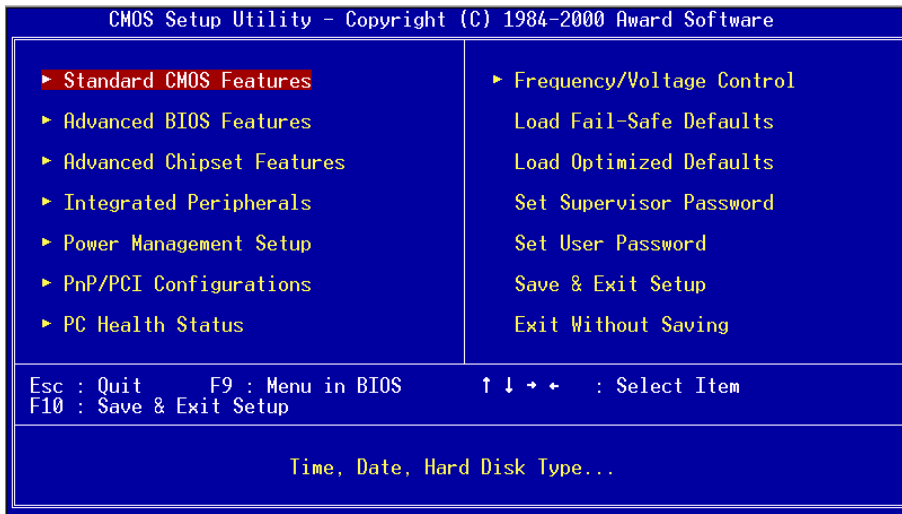 CMOS Setup Utility - Copyright (C) 1984-2000 Award Software
► Standard CMOS Features
► Advanced BIOS Features
► Advanced Chipset Features
► Integrated Peripherals
► Power Management Setup
► PnP/PCI Configurations
► PC Health Status
► Frequency/Voltage Control
Load Fail-Safe Defaults
Load Optimized Defaults
Set Supervisor Password
Set User Password
Save & Exit Setup
Exit Without Saving
Esc : Quit F9 : Menu in BIOS ↑ ↓ → ← : Select Item
F10 : Save & Exit Setup
Time, Date, Hard Disk Type...